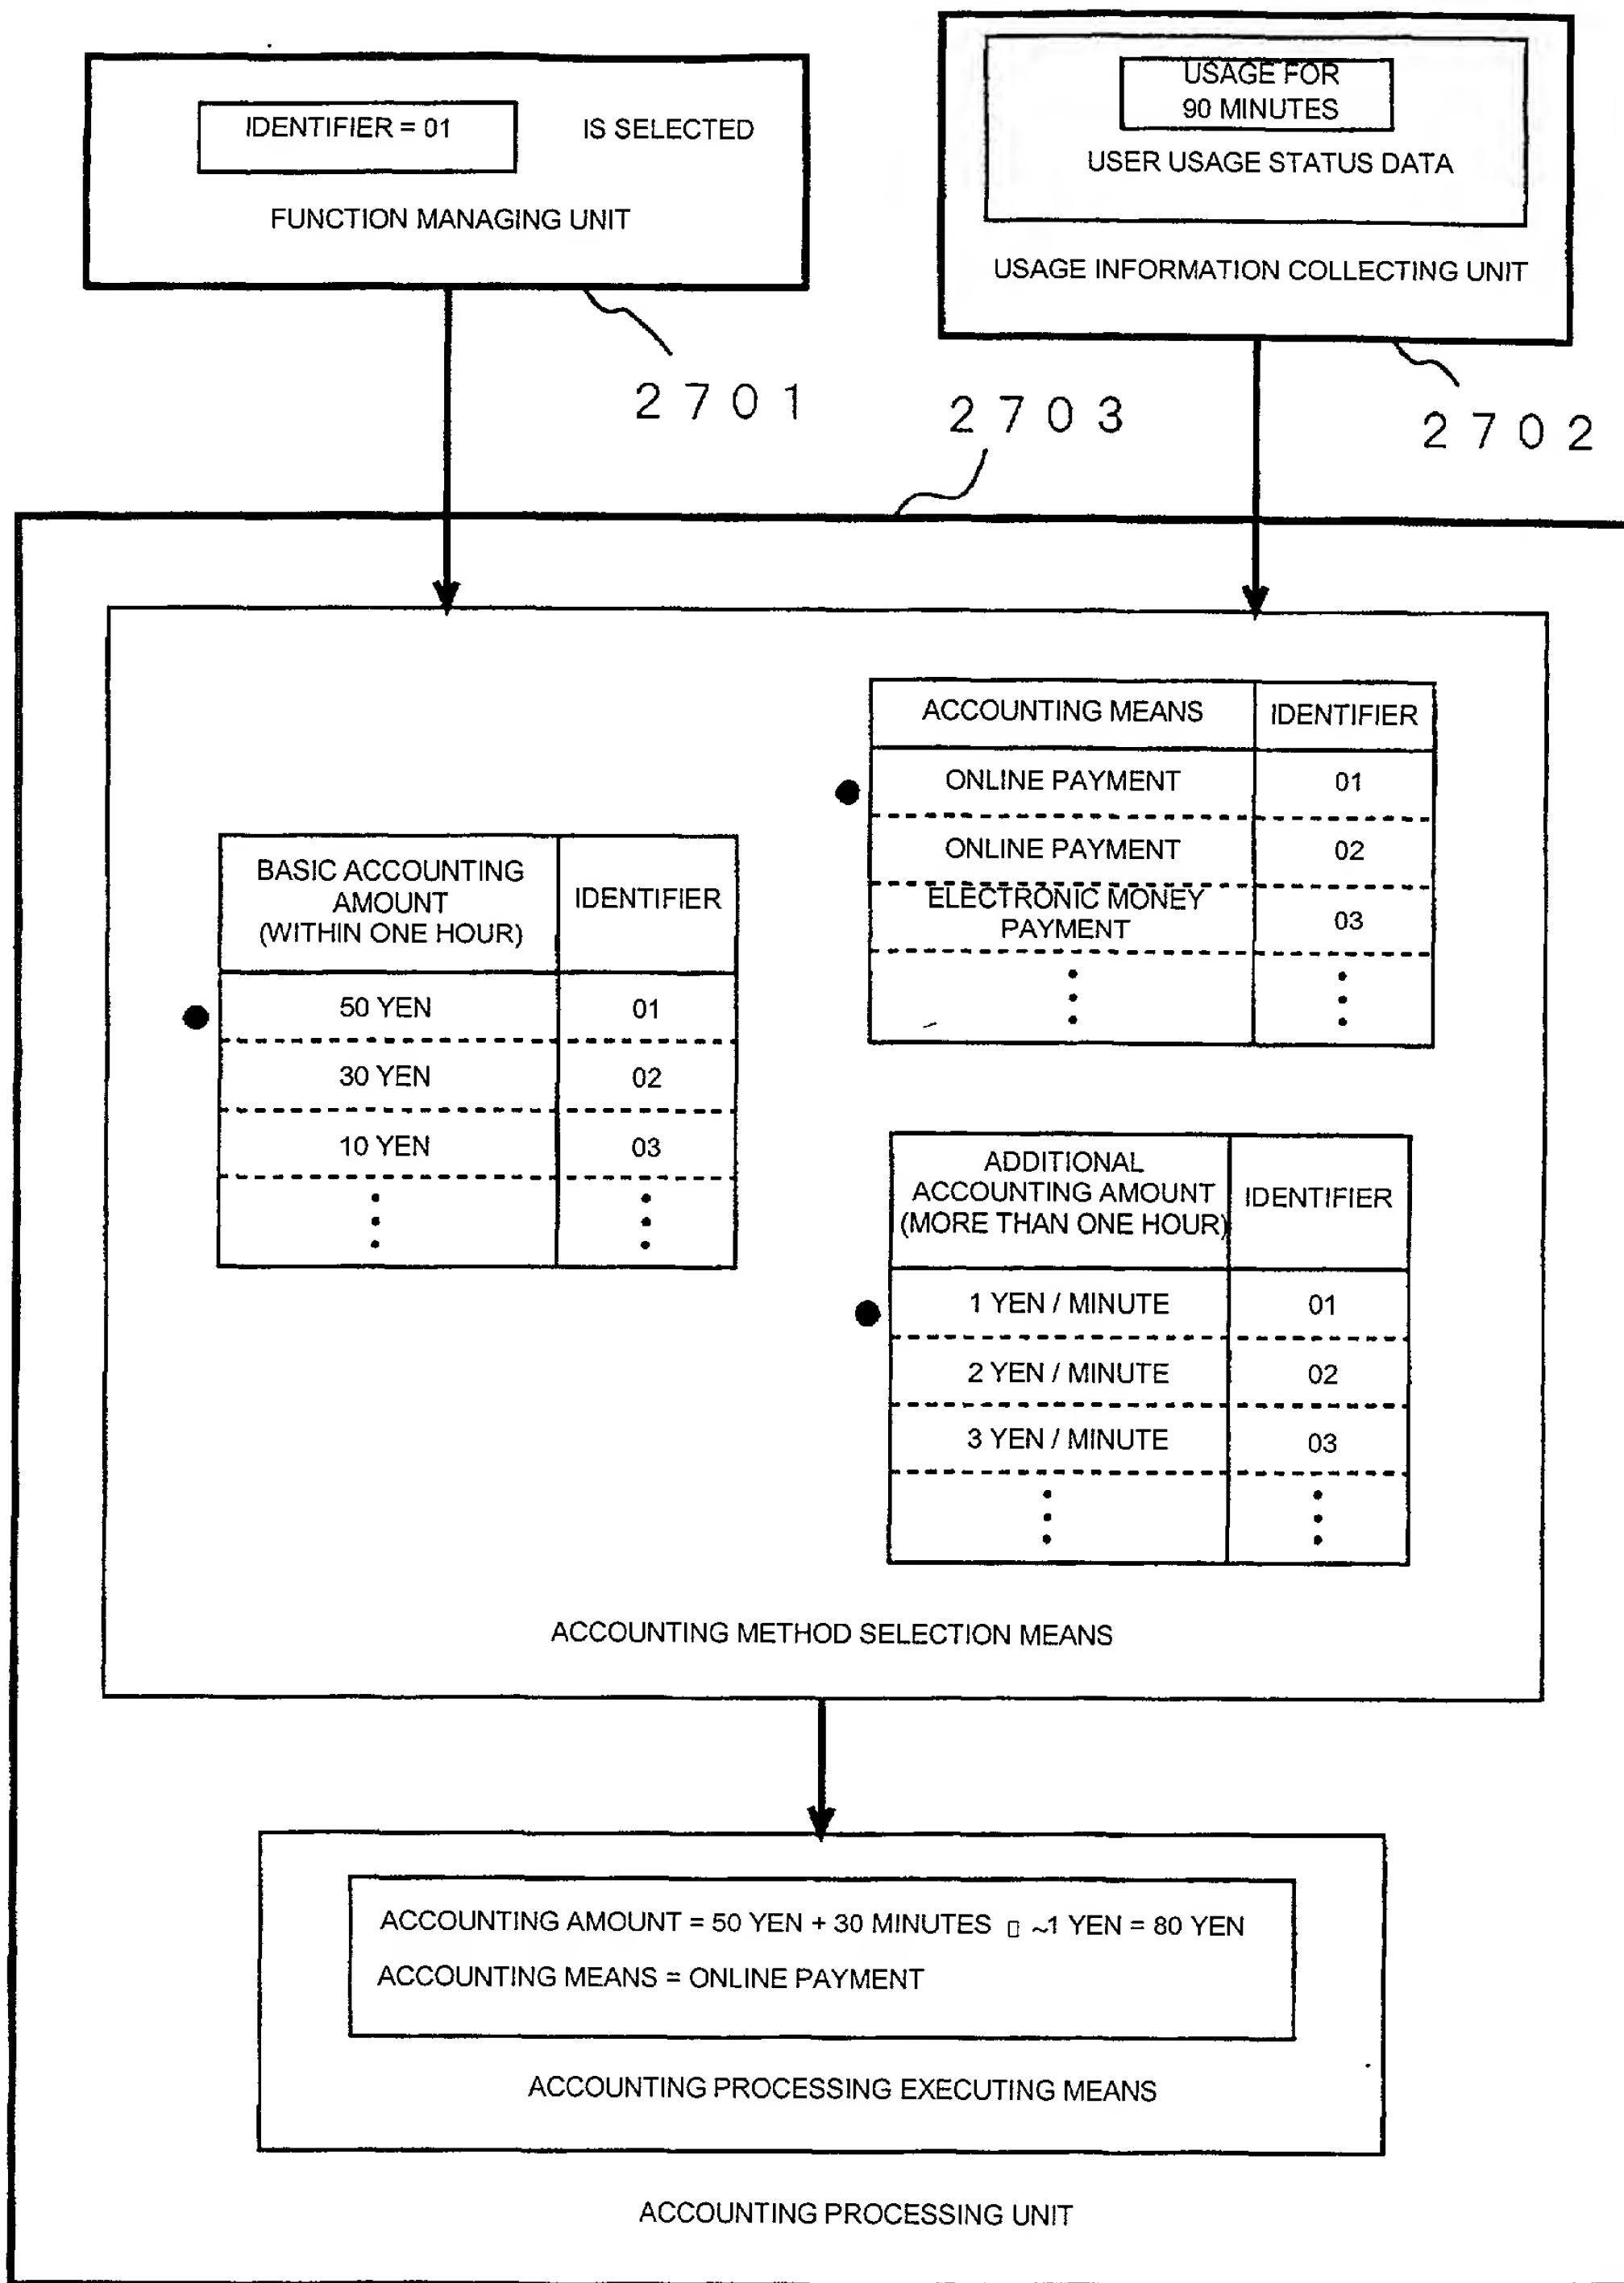 IDENTIFIER = 01 IS SELECTED
FUNCTION MANAGING UNIT
USAGE FOR
90 MINUTES
USER USAGE STATUS DATA
USAGE INFORMATION COLLECTING UNIT
2701
2703
2702
ACCOUNTING MEANS IDENTIFIER
ONLINE PAYMENT 01
ONLINE PAYMENT 02
ELECTRONIC MONEY
PAYMENT 03
BASIC ACCOUNTING
AMOUNT
(WITHIN ONE HOUR) IDENTIFIER
50 YEN 01
30 YEN 02
10 YEN 03
ADDITIONAL
ACCOUNTING AMOUNT
(MORE THAN ONE HOUR) IDENTIFIER
1 YEN / MINUTE 01
2 YEN / MINUTE 02
3 YEN / MINUTE 03
ACCOUNTING METHOD SELECTION MEANS
ACCOUNTING AMOUNT = 50 YEN + 30 MINUTES ▯ ~1 YEN = 80 YEN
ACCOUNTING MEANS = ONLINE PAYMENT
ACCOUNTING PROCESSING EXECUTING MEANS
ACCOUNTING PROCESSING UNIT